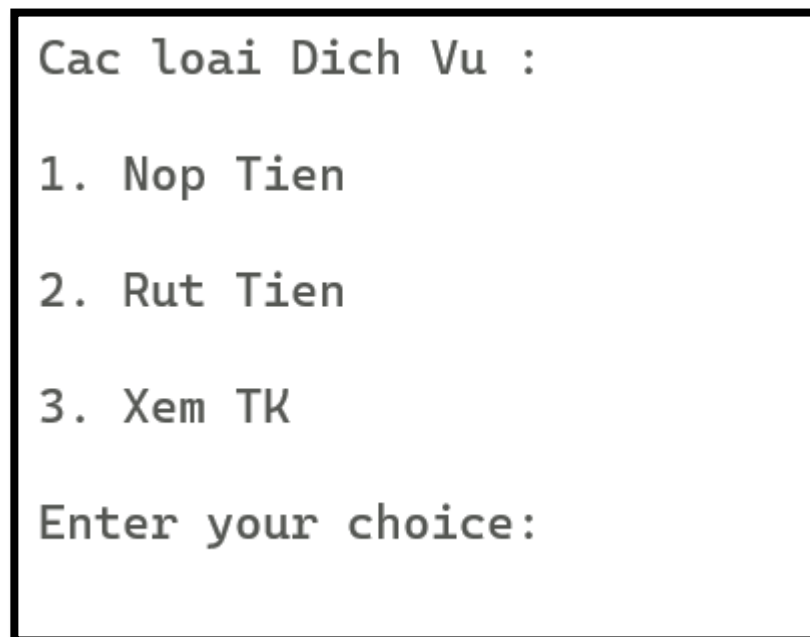 Cac loai Dich Vu :
1. Nop Tien
2. Rut Tien
3. Xem TK
Enter your choice: